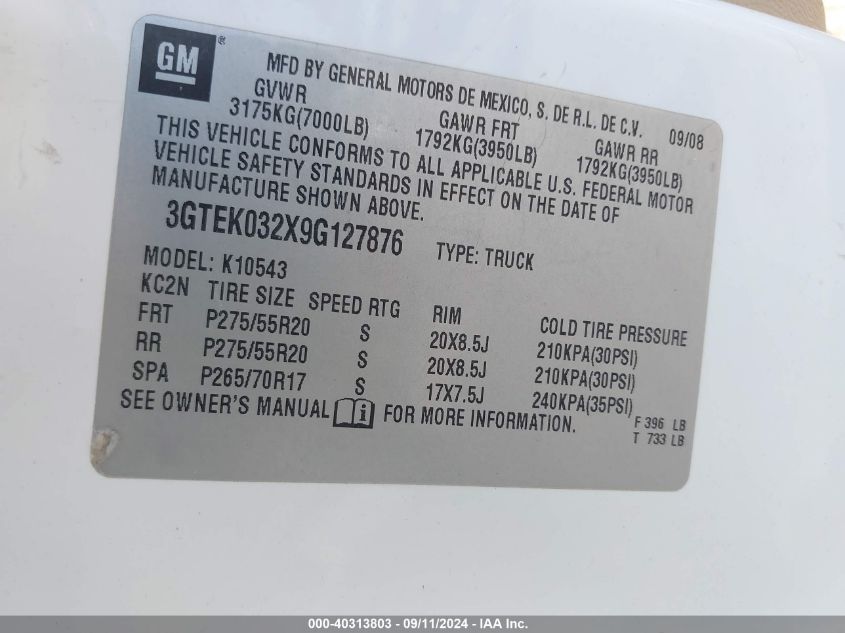 GM ®
MFD BY GENERAL MOTORS DE MEXICO, S. DE R.L. DE C.V. 09/08
GVWR GAWR FRT GAWR RR
3175KG(7000LB) 1792KG(3950LB) 1792KG(3950LB)
THIS VEHICLE CONFORMS TO ALL APPLICABLE U.S. FEDERAL MOTOR
VEHICLE SAFETY STANDARDS IN EFFECT ON THE DATE OF
MANUFACTURE SHOWN ABOVE.
3GTEK032X9G127876 TYPE: TRUCK
MODEL: K10543
KC2N TIRE SIZE SPEED RTG RIM COLD TIRE PRESSURE
FRT P275/55R20 S 20X8.5J 210KPA(30PSI)
RR P275/55R20 S 20X8.5J 210KPA(30PSI)
SPA P265/70R17 S 17X7.5J 240KPA(35PSI)
SEE OWNER'S MANUAL i FOR MORE INFORMATION. F 396 LB
T 733 LB
000-40313803 - 09/11/2024 - IAA Inc.